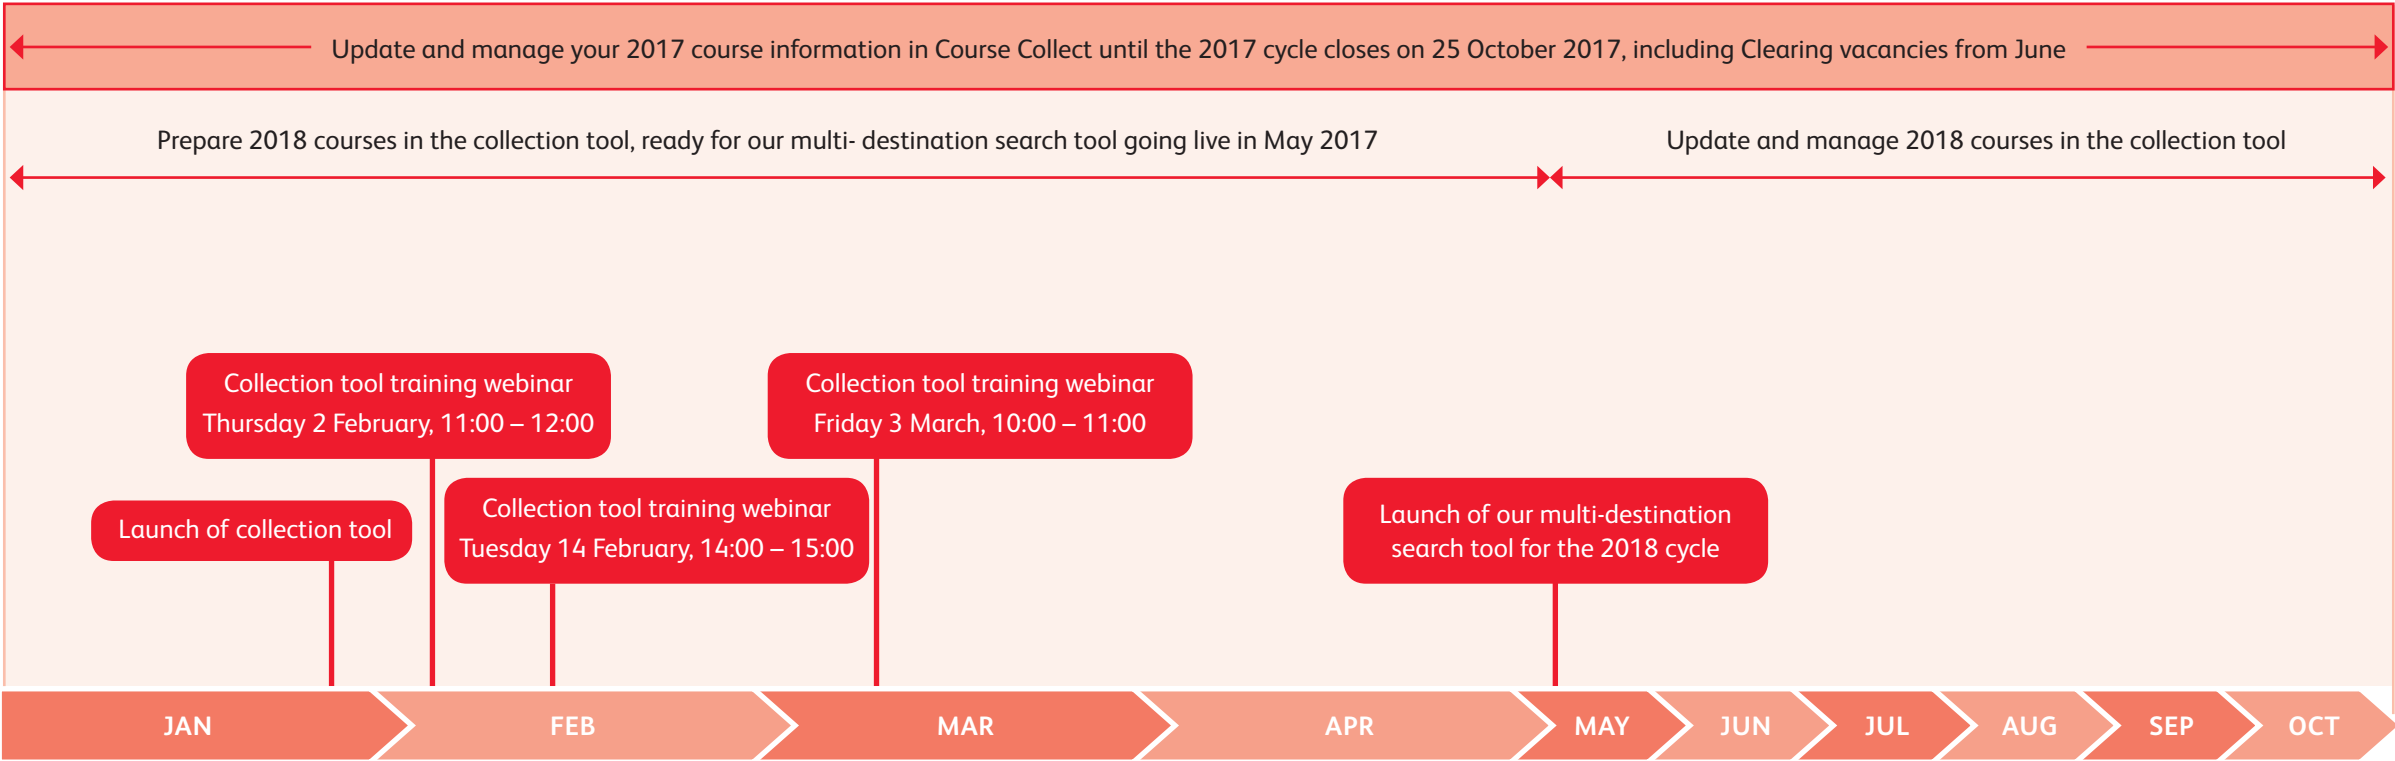 Update and manage your 2017 course information in Course Collect until the 2017 cycle closes on 25 October 2017, including Clearing vacancies from June
Prepare 2018 courses in the collection tool, ready for our multi- destination search tool going live in May 2017
Update and manage 2018 courses in the collection tool
Collection tool training webinar
Thursday 2 February, 11:00 – 12:00
Collection tool training webinar
Friday 3 March, 10:00 – 11:00
Launch of collection tool
Collection tool training webinar
Tuesday 14 February, 14:00 – 15:00
Launch of our multi-destination
search tool for the 2018 cycle
JAN
FEB
MAR
APR
MAY
JUN
JUL
AUG
SEP
OCT